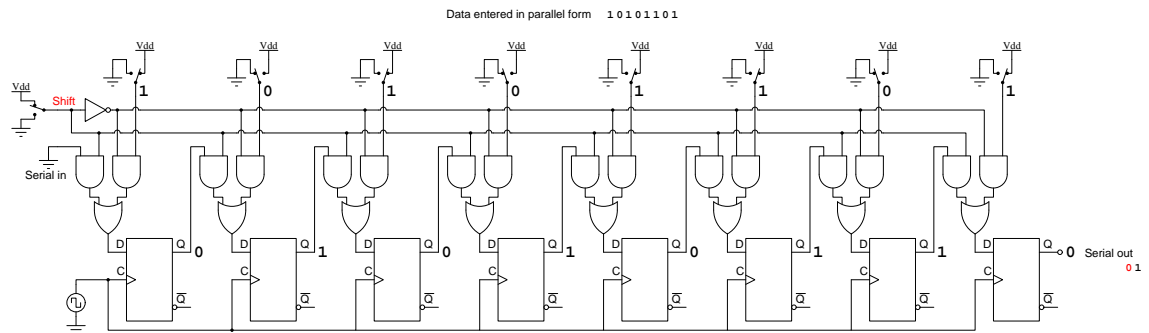 Data entered in parallel form 1 0 1 0 1 1 0 1
Vdd Vdd Vdd Vdd Vdd Vdd Vdd Vdd
Vdd
1 0 1 0 1 1 0 1
Shift
Serial in
D Q D Q D Q D Q D Q D Q D Q D Q
0 1 0 1 0 1 1 0 Serial out
0 1
C C C C C C C C
Q Q Q Q Q Q Q Q